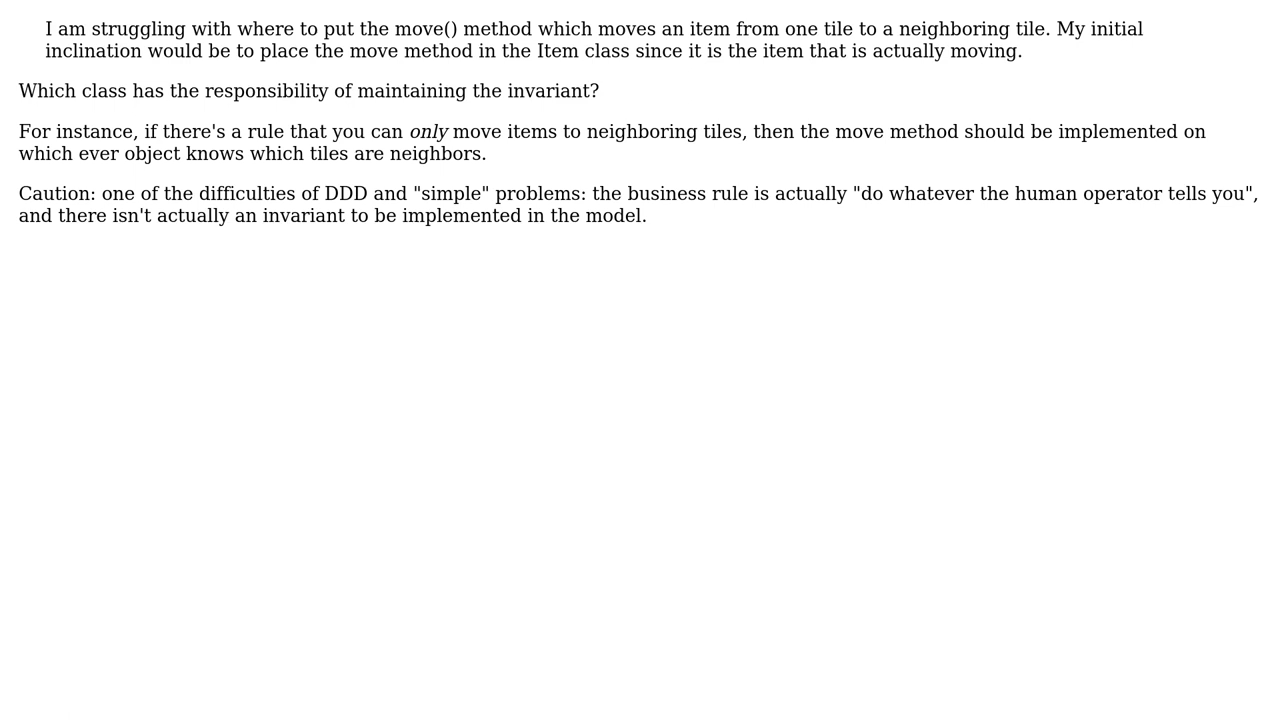 I am struggling with where to put the move() method which moves an item from one tile to a neighboring tile. My initial
inclination would be to place the move method in the Item class since it is the item that is actually moving.
Which class has the responsibility of maintaining the invariant?
For instance, if there's a rule that you can only move items to neighboring tiles, then the move method should be implemented on
which ever object knows which tiles are neighbors.
Caution: one of the difficulties of DDD and "simple" problems: the business rule is actually "do whatever the human operator tells you",
and there isn't actually an invariant to be implemented in the model.